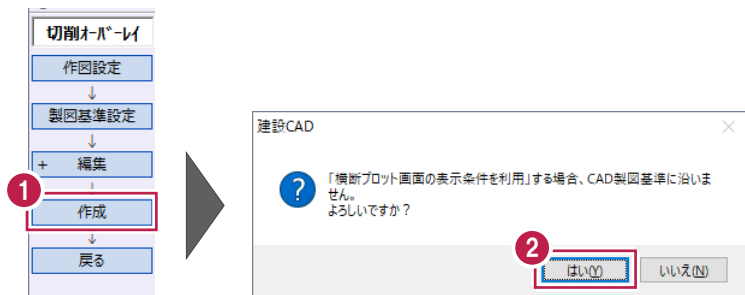 切削オーバーレイ
作図設定
↓
製図基準設定
↓
+ 編集
↓
1
作成
↓
戻る
建設CAD
?
「横断プロット画面の表示条件を利用」する場合、CAD製図基準に沿いま
せん。
よろしいですか?
2
はい(Y)
いいえ(N)